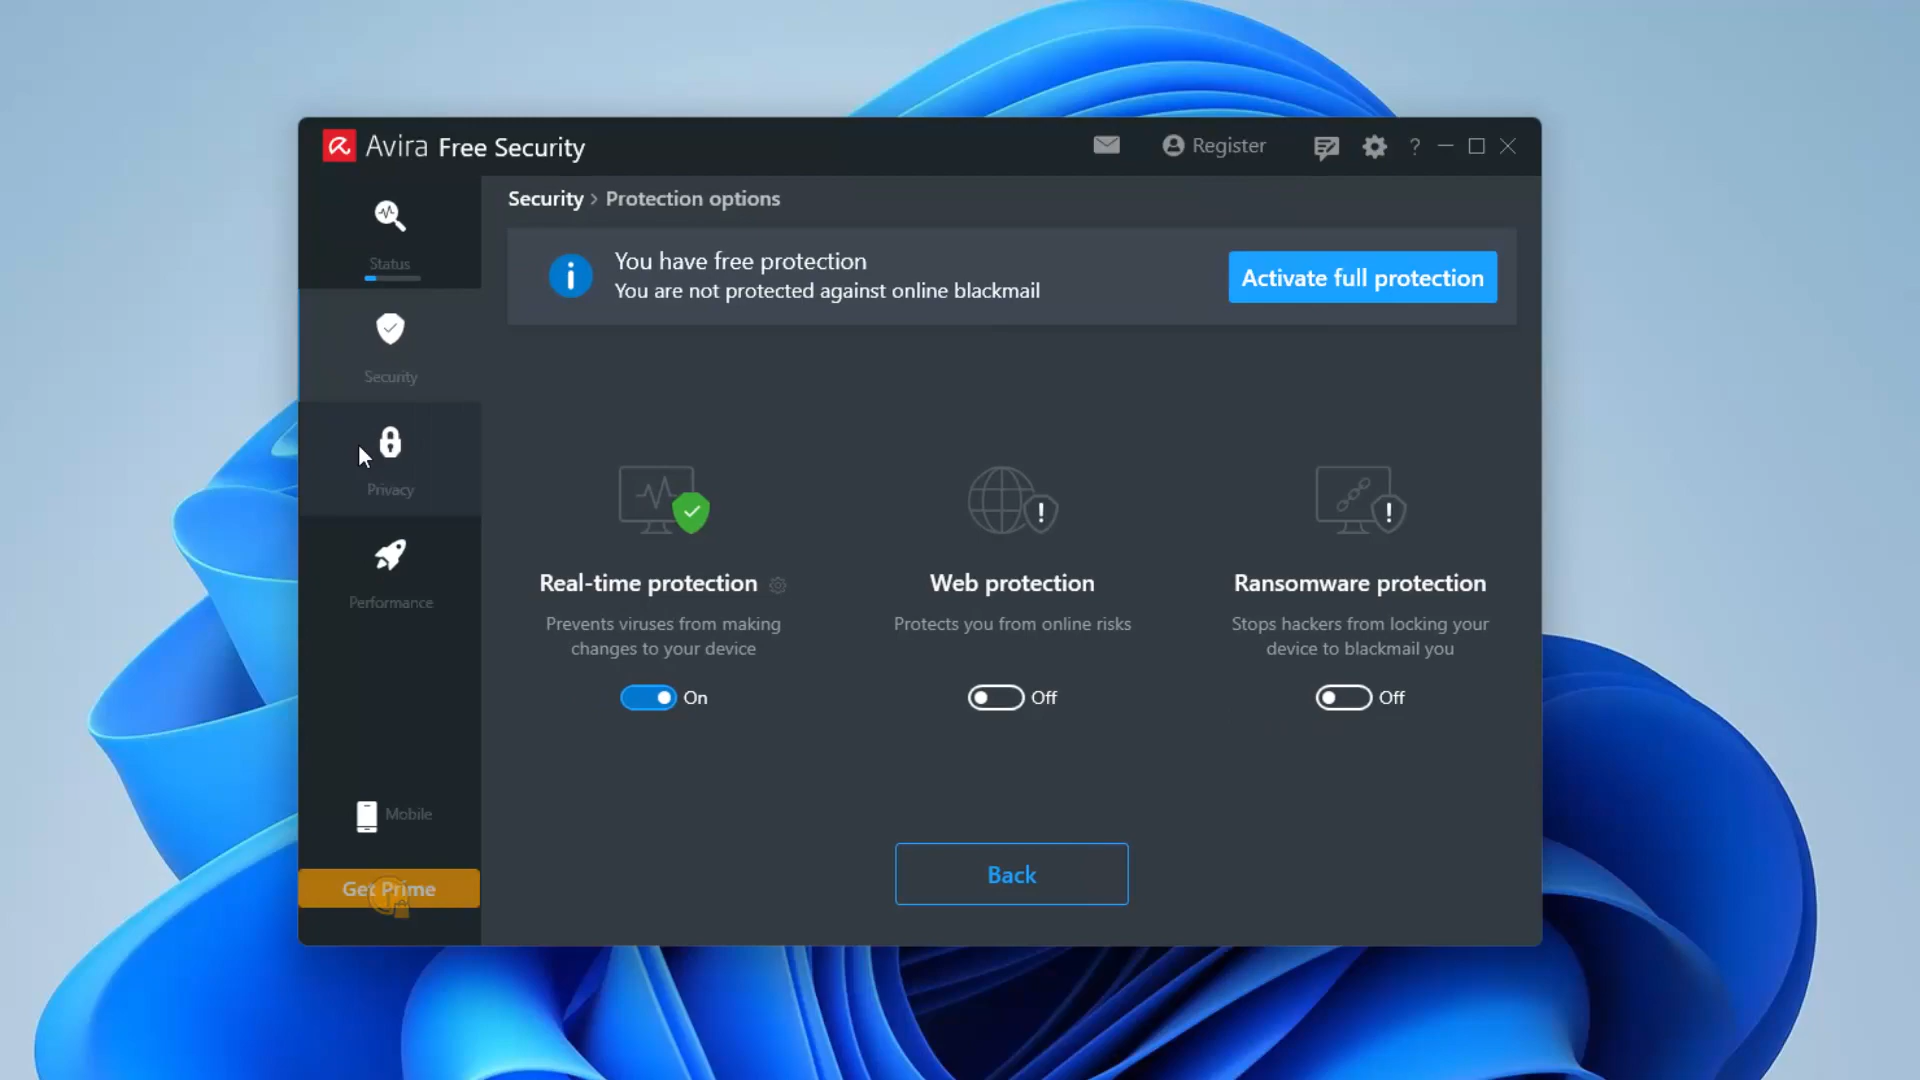 Avira Free Security
Register
?
Status
Security
Privacy
Performance
Mobile
Get Prime
Security > Protection options
You have free protection
You are not protected against online blackmail
Activate full protection
Real-time protection
Prevents viruses from making
changes to your device
On
Web protection
Protects you from online risks
Off
Ransomware protection
Stops hackers from locking your
device to blackmail you
Off
Back